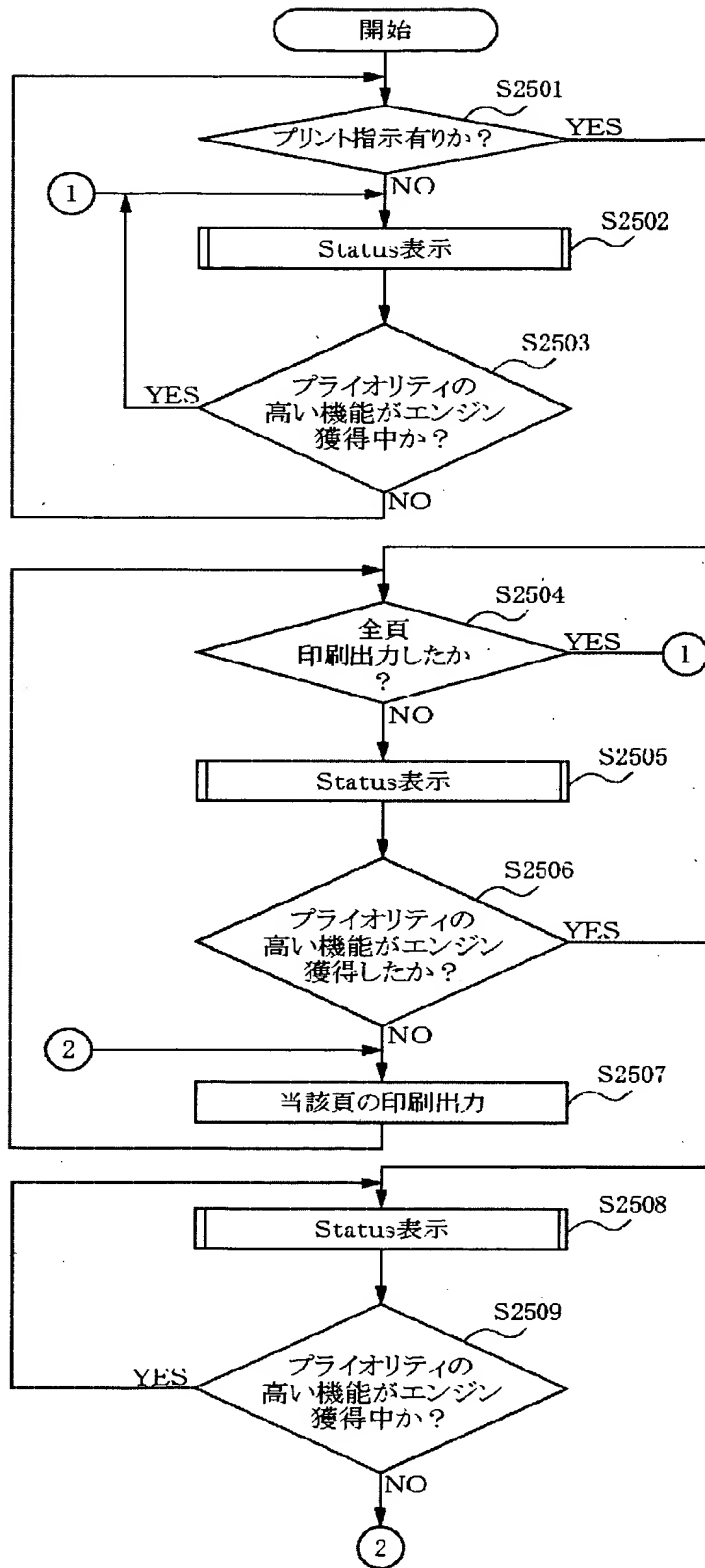 開始
S2501
プリント指示有りか？
YES
NO
1
S2502
Status表示
S2503
プライオリティの
高い機能がエンジン
獲得中か？
YES
NO
S2504
全頁
印刷出力したか
？
YES
1
NO
S2505
Status表示
S2506
プライオリティの
高い機能がエンジン
獲得したか？
YES
NO
2
S2507
当該頁の印刷出力
S2508
Status表示
S2509
プライオリティの
高い機能がエンジン
獲得中か？
YES
NO
2